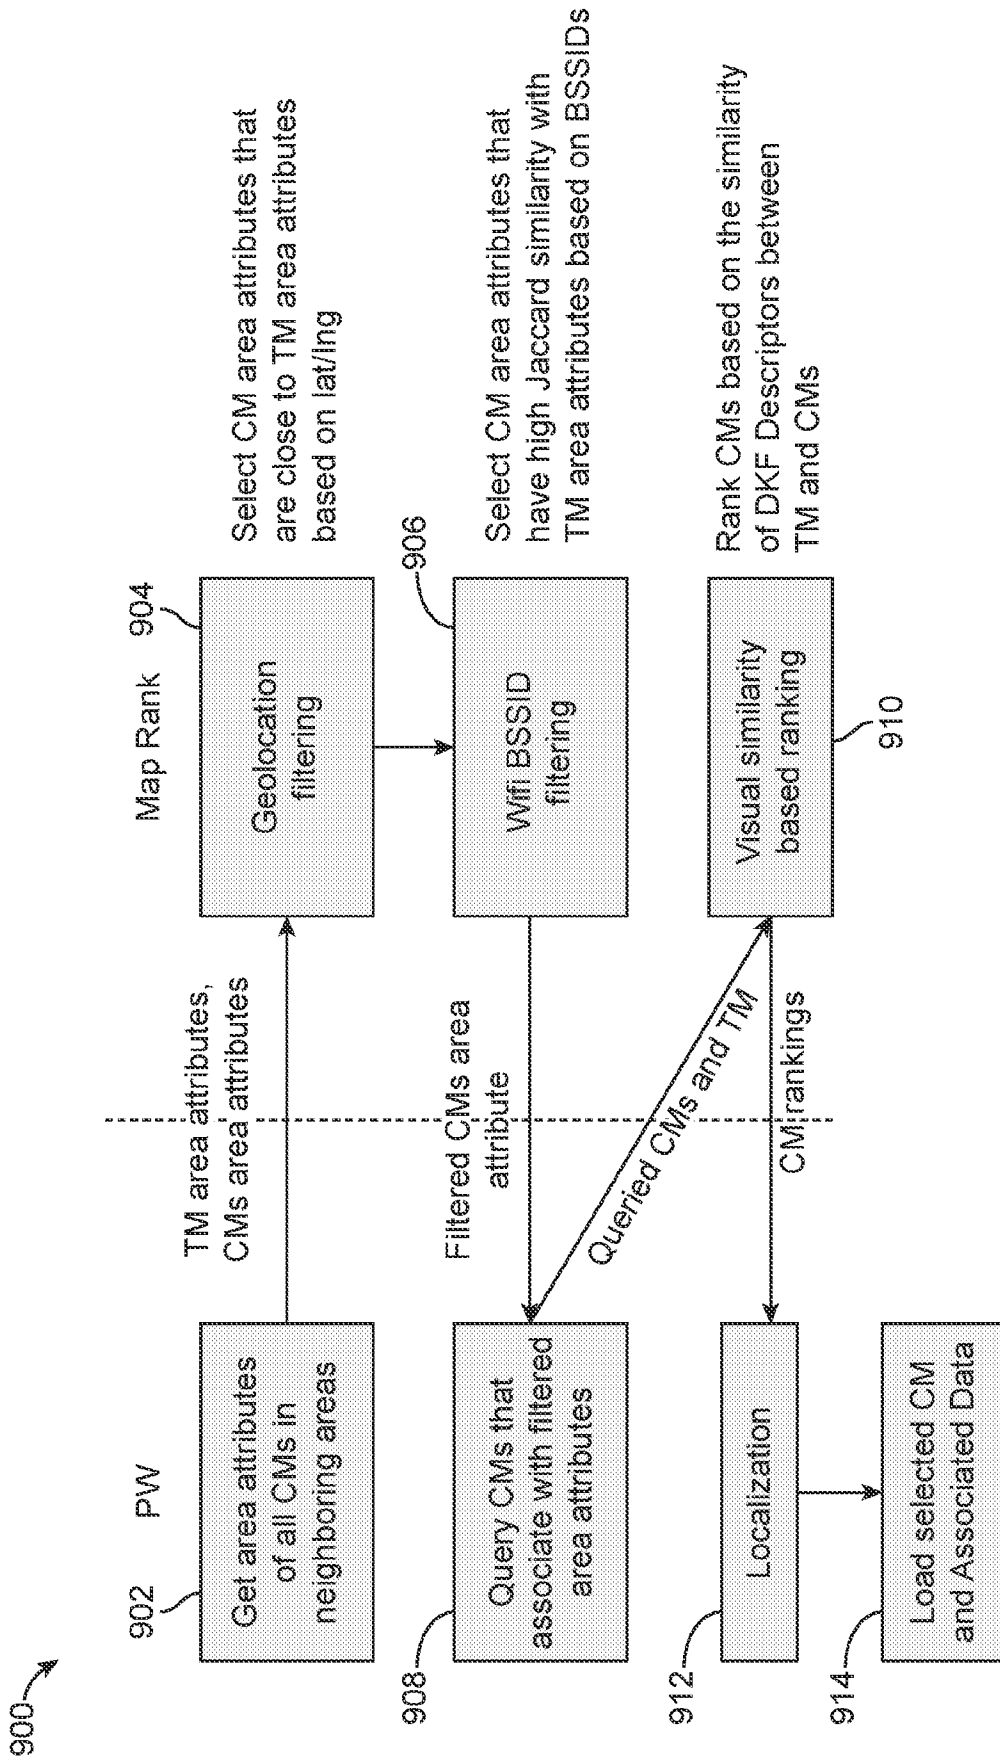 900
PW
Map Rank
902
Get area attributes
of all CMs in
neighboring areas
TM area attributes,
CMs area attributes
904
Geolocation
filtering
Select CM area attributes that
are close to TM area attributes
based on lat/lng
906
Wifi BSSID
filtering
Select CM area attributes that
have high Jaccard similarity with
TM area attributes based on BSSIDs
Filtered CMs area
attribute
908
Query CMs that
associate with filtered
area attributes
Queried CMs and TM
Visual similarity
based ranking
910
Rank CMs based on the similarity
of DKF Descriptors between
TM and CMs
CM rankings
912
Localization
914
Load selected CM
and Associated Data